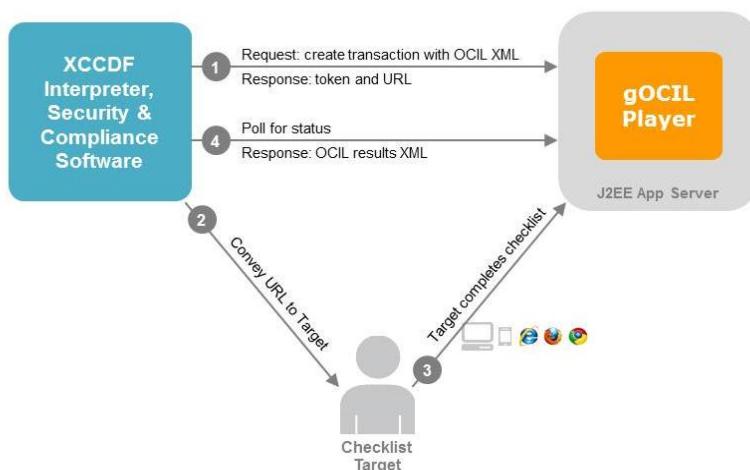 XCCDF
Interpreter,
Security &
Compliance
Software
1
Request: create transaction with OCIL XML
Response: token and URL
4
Poll for status
Response: OCIL results XML
gOCIL
Player
J2EE App Server
2
Convey URL to Target
3
Target completes checklist
Checklist
Target